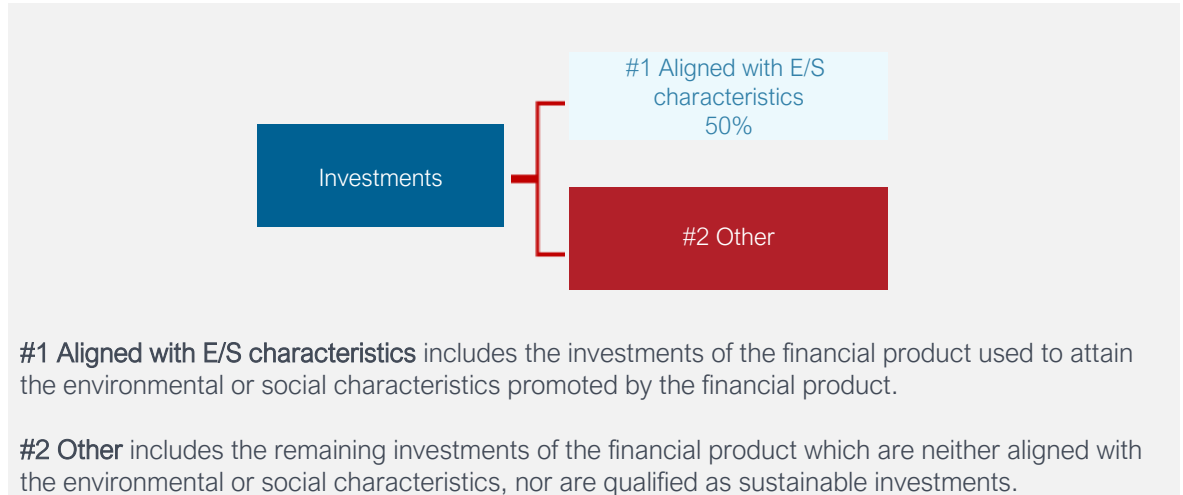 #1 Aligned with E/S
characteristics
50%
Investments
#2 Other
#1 Aligned with E/S characteristics includes the investments of the financial product used to attain
the environmental or social characteristics promoted by the financial product.
#2 Other includes the remaining investments of the financial product which are neither aligned with
the environmental or social characteristics, nor are qualified as sustainable investments.